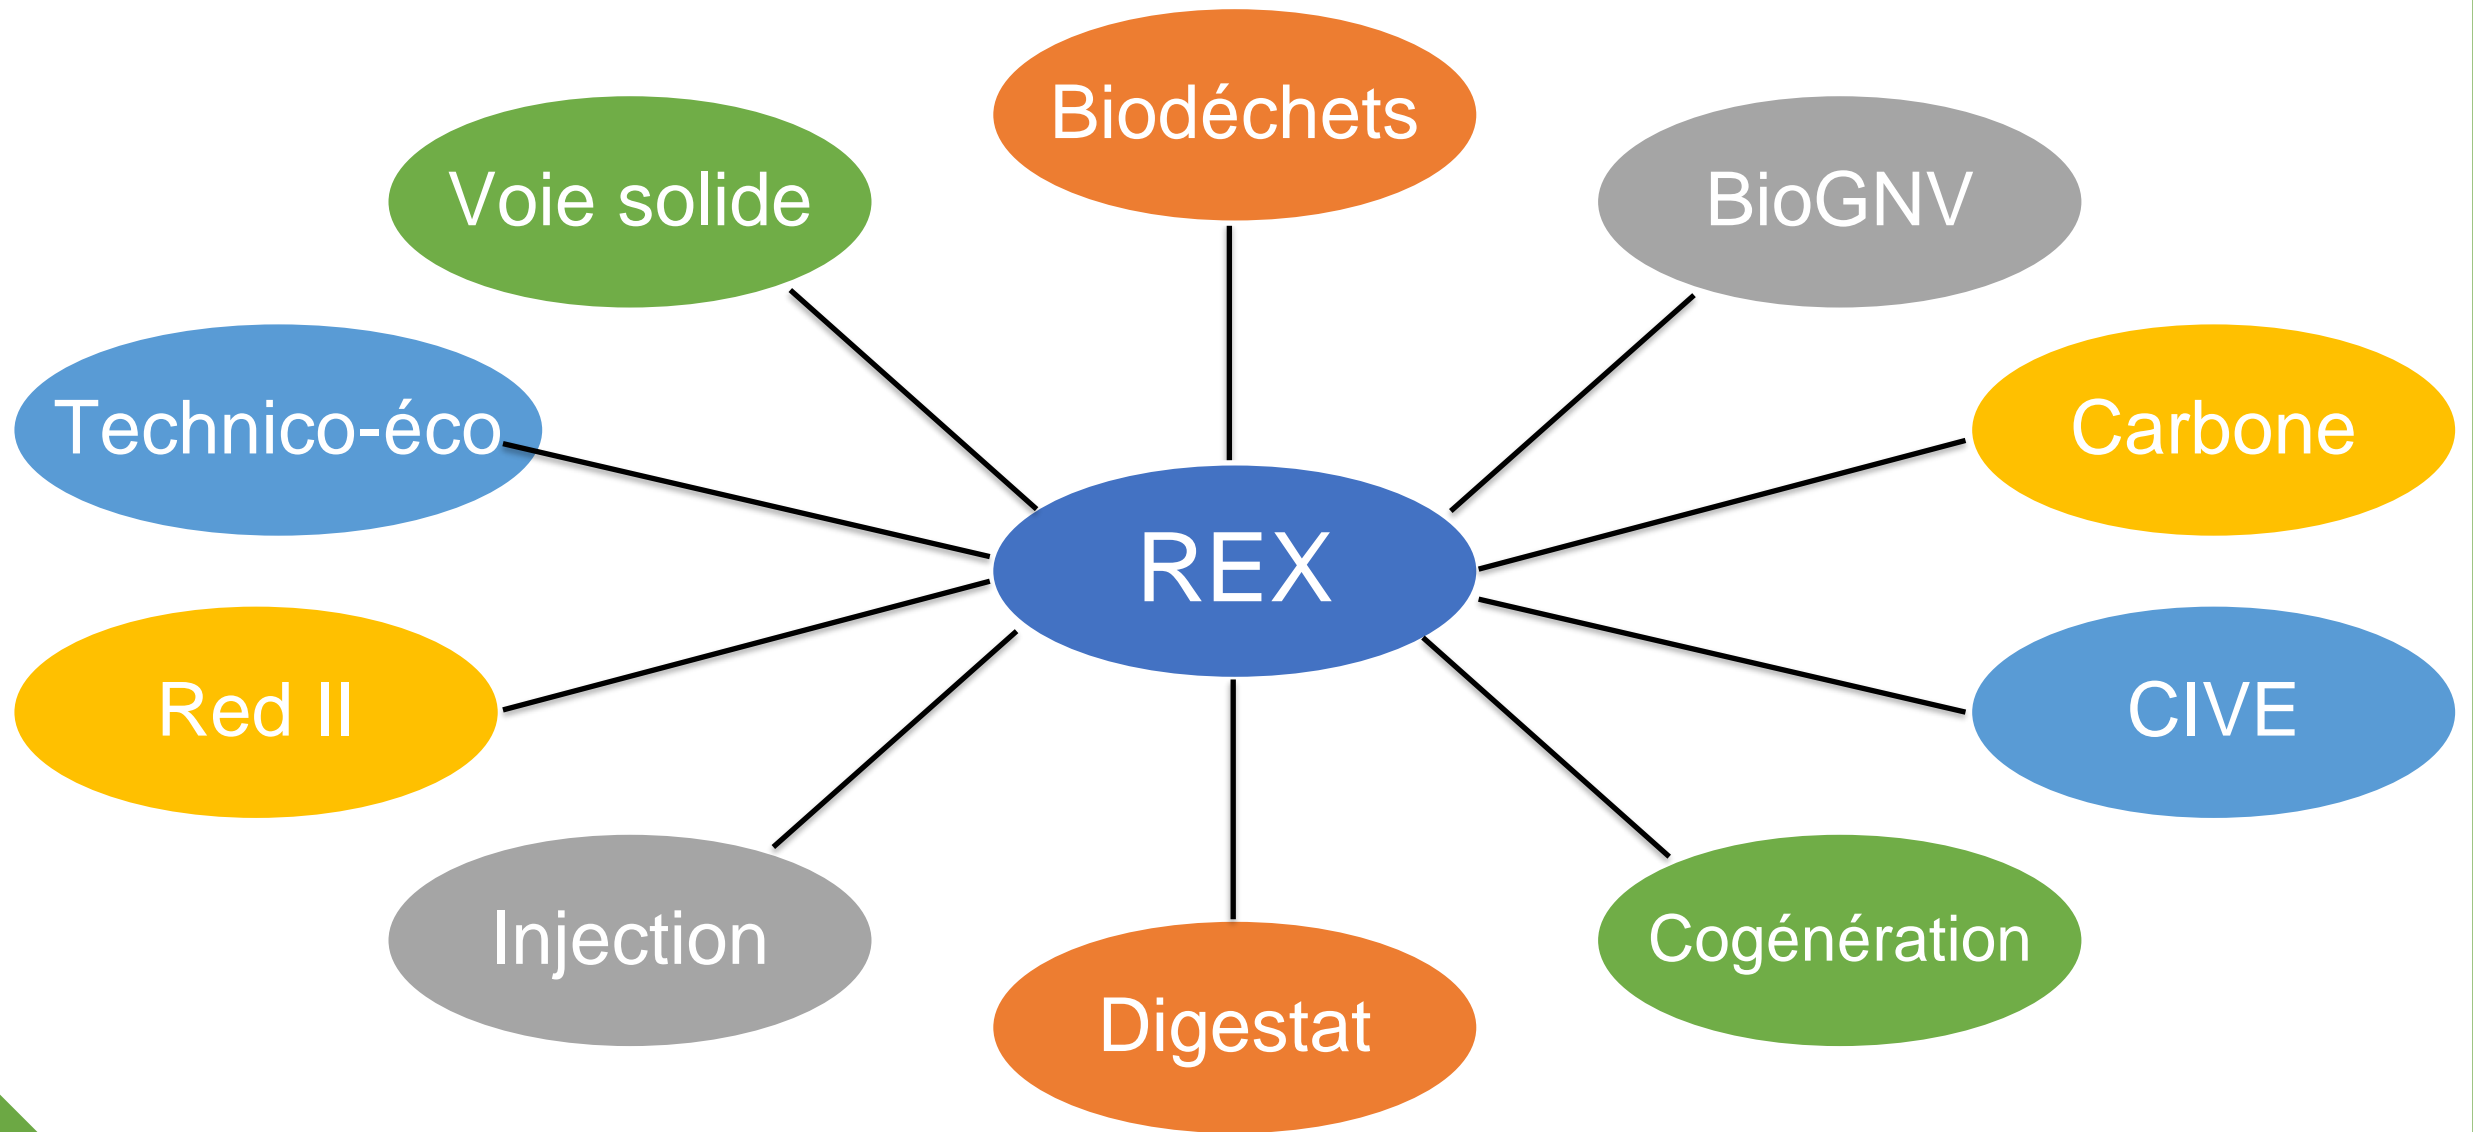 Biodéchets
Voie solide
BioGNV
Technico-éco
Carbone
REX
Red II
CIVE
Injection
Cogénération
Digestat